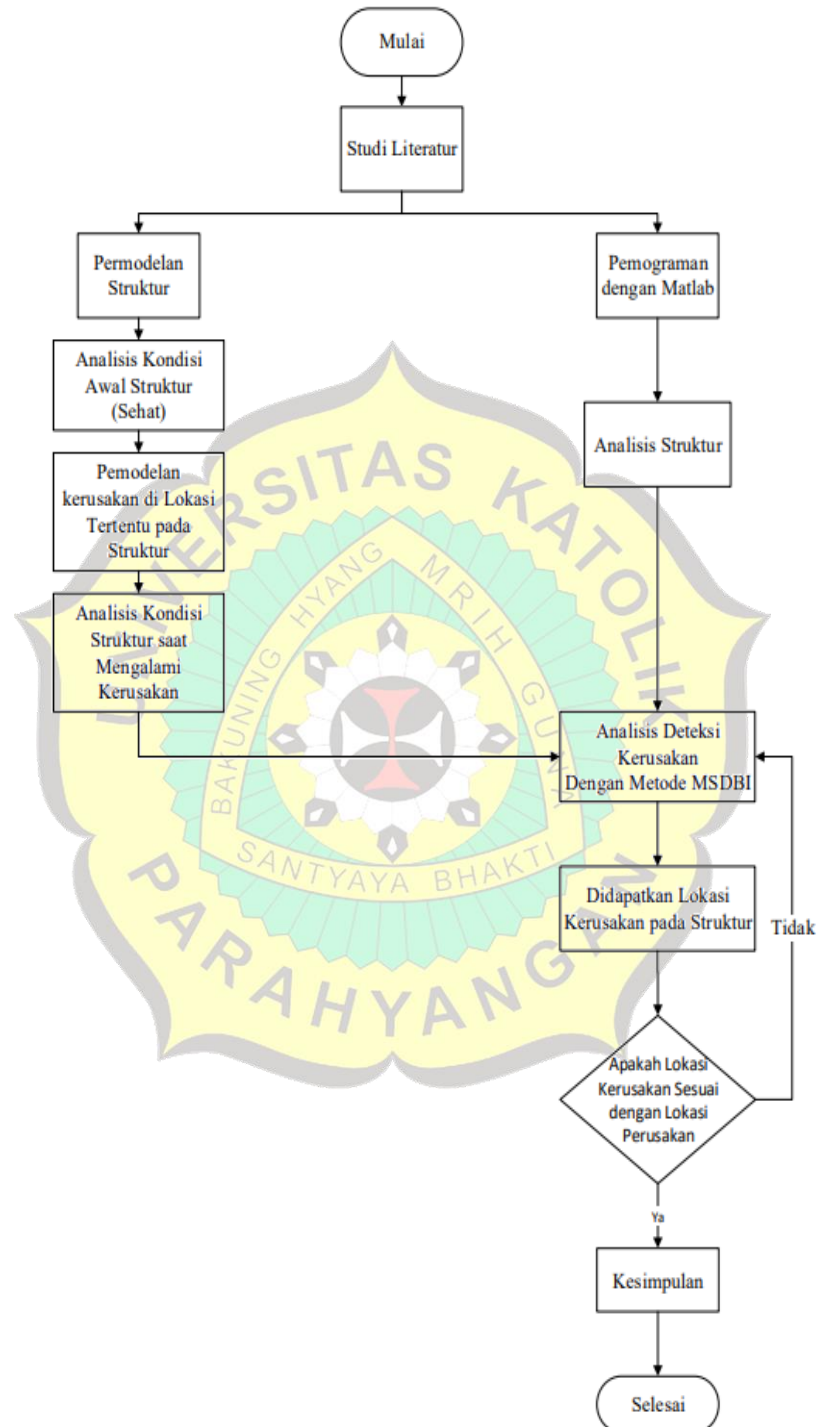 Mulai
Studi Literatur
Permodelan
Struktur
Pemograman
dengan Matlab
Analisis Kondisi
Awal Struktur
(Sehat)
Analisis Struktur
Pemodelan
kerusakan di Lokasi
Tertentu pada
Struktur
Analisis Kondisi
Struktur saat
Mengalami
Kerusakan
Analisis Deteksi
Kerusakan
Dengan Metode MSDBI
Didapatkan Lokasi
Kerusakan pada Struktur
Tidak
Apakah Lokasi
Kerusakan Sesuai
dengan Lokasi
Perusakan
Ya
Kesimpulan
Selesai
UNIVERSITAS KATOLIK
PARAHYANGAN
BAKUNING HYANG MRIH GUNA
SANTYAYA BHAKTI